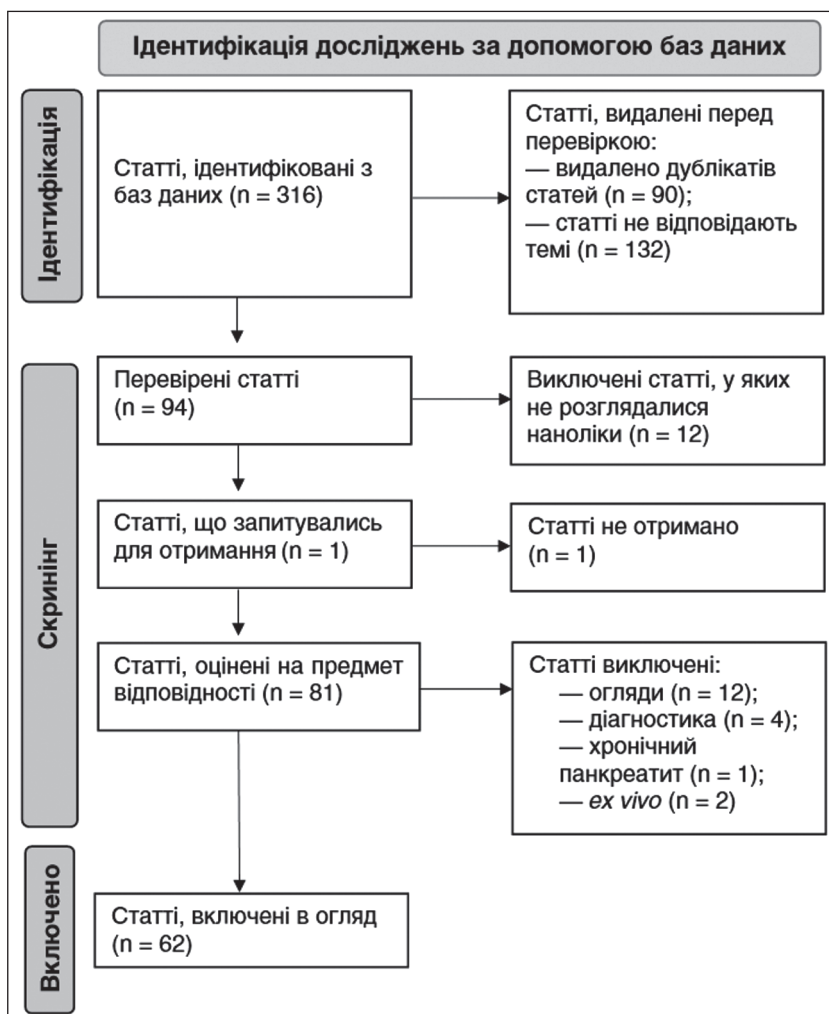 Ідентифікація досліджень за допомогою баз даних
Ідентифікація
Статті, ідентифіковані з
баз даних (n = 316)
Статті, видалені перед
перевіркою:
— видалено дублікатів
статей (n = 90);
— статті не відповідають
темі (n = 132)
Скринінг
Перевірені статті
(n = 94)
Виключені статті, у яких
не розглядалися
наноліки (n = 12)
Статті, що запитувались
для отримання (n = 1)
Статті не отримано
(n = 1)
Статті, оцінені на предмет
відповідності (n = 81)
Статті виключені:
— огляди (n = 12);
— діагностика (n = 4);
— хронічний
панкреатит (n = 1);
— ex vivo (n = 2)
Включено
Статті, включені в огляд
(n = 62)